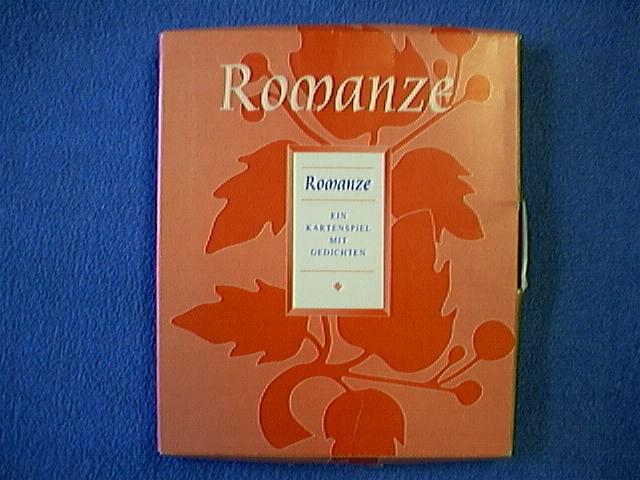 Romanze
Romanze
EIN
KARTENSPIEL
MIT
GEDICHTEN